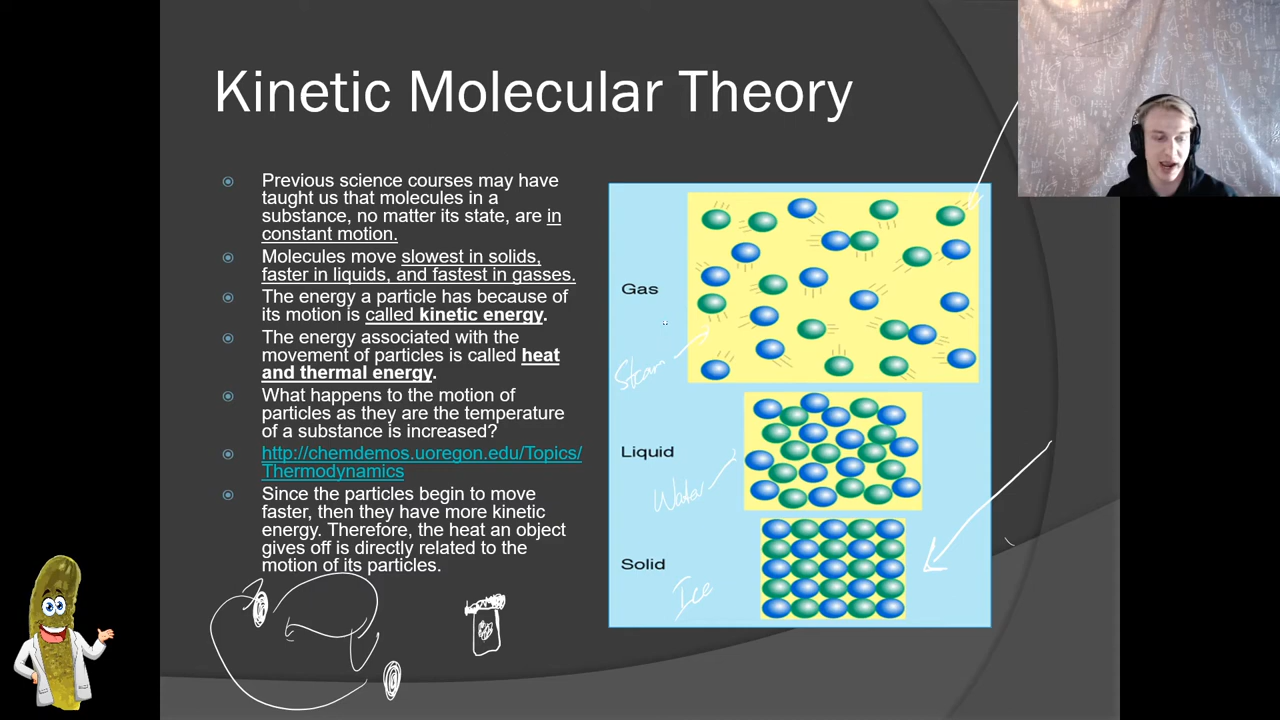 Kinetic Molecular Theory
Previous science courses may have
taught us that molecules in a
substance, no matter its state, are in
constant motion.
Molecules move slowest in solids,
faster in liquids, and fastest in gasses.
The energy a particle has because of
its motion is called kinetic energy.
The energy associated with the
movement of particles is called heat
and thermal energy.
What happens to the motion of
particles as they are the temperature
of a substance is increased?
http://chemdemos.uoregon.edu/Topics/
Thermodynamics
Since the particles begin to move
faster, then they have more kinetic
energy. Therefore, the heat an object
gives off is directly related to the
motion of its particles.
Gas
Steam
Liquid
Water
Solid
Ice